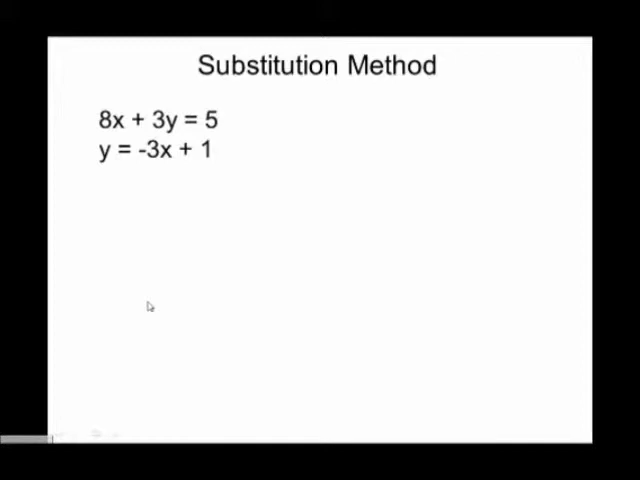 Substitution Method
8x + 3y = 5
y = -3x + 1